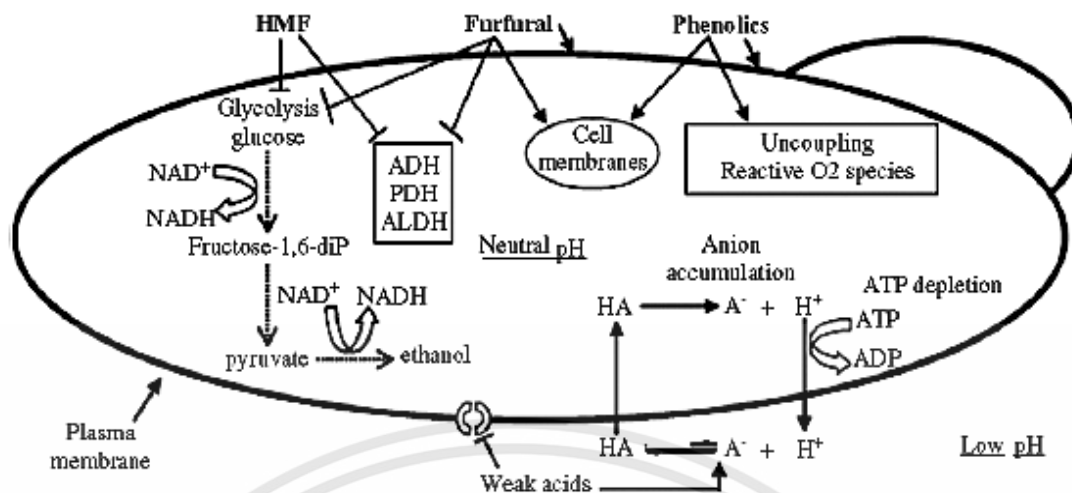 HMF
Furfural
Phenolics
Glycolysis
glucose
NAD+
NADH
Fructose-1,6-diP
ADH
PDH
ALDH
Cell
membranes
Uncoupling
Reactive O2 species
Neutral pH
Anion
accumulation
ATP depletion
NAD+ NADH
pyruvate
ethanol
HA
A- + H+
ATP
ADP
Plasma
membrane
HA
A- + H+
Low pH
Weak acids